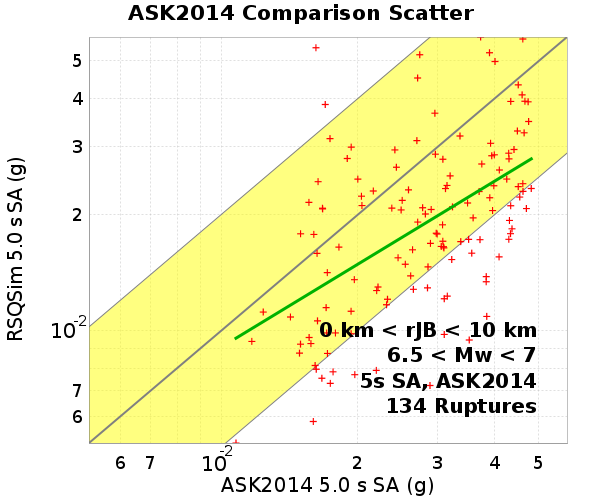 ASK2014 Comparison Scatter
RSQSim 5.0 s SA (g)
5
4
3
2
10⁻²
7
6
0 km < rJB < 10 km
6.5 < Mw < 7
5s SA, ASK2014
134 Ruptures
6 7 10⁻² 2 3 4 5
ASK2014 5.0 s SA (g)